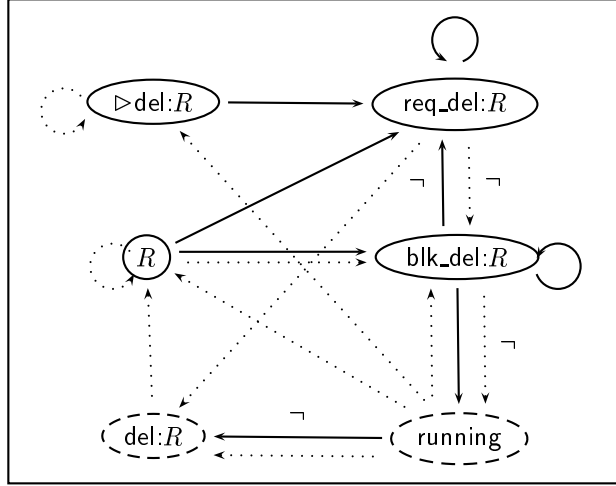 ▷del:R req_del:R
¬ ¬
R blk_del:R
¬
¬
del:R running